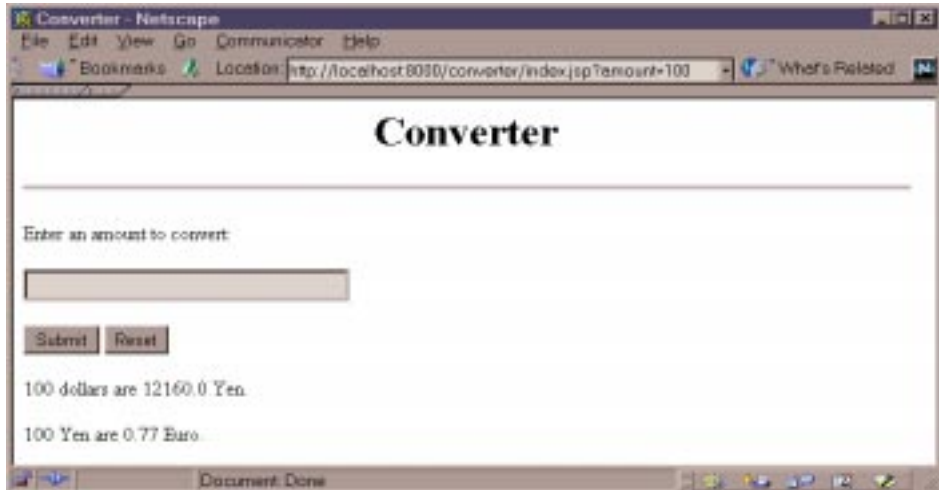 Converter - Netscape
File Edit View Go Communicator Help
Bookmarks Location: http://localhost:8080/converter/index.jsp?amount=100 What's Related N
Converter
Enter an amount to convert:
Submit Reset
100 dollars are 12160.0 Yen.
100 Yen are 0.77 Euro.
Document: Done